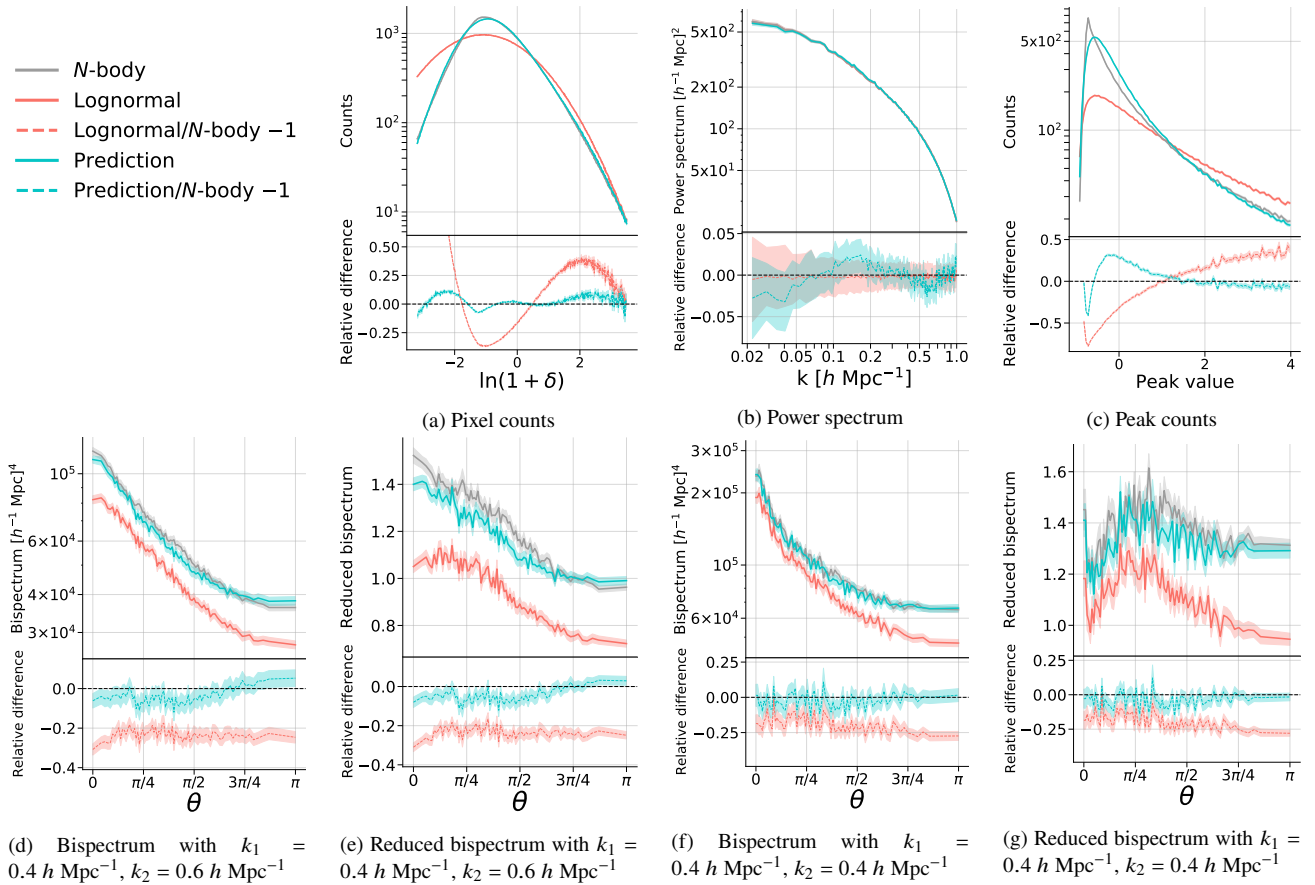 N-body
Lognormal
Lognormal/N-body −1
Prediction
Prediction/N-body −1
Counts
10³
10²
10¹
Relative difference
0.50
0.25
0.00
−0.25
−2
0
2
ln(1 + δ)
(a) Pixel counts
Power spectrum [h⁻¹ Mpc]²
5×10²
2×10²
10²
5×10¹
Relative difference
0.05
0.00
−0.05
0.02
0.05
0.1
0.2
0.5
1.0
k [h Mpc⁻¹]
(b) Power spectrum
Counts
5×10²
10²
Relative difference
0.5
0.0
−0.5
0
2
4
Peak value
(c) Peak counts
Bispectrum [h⁻¹ Mpc]⁴
10⁵
6×10⁴
4×10⁴
3×10⁴
Relative difference
0.0
−0.2
−0.4
0
π/4
π/2
3π/4
π
θ
(d) Bispectrum with k₁ =
0.4 h Mpc⁻¹, k₂ = 0.6 h Mpc⁻¹
Reduced bispectrum
1.4
1.2
1.0
0.8
Relative difference
0.0
−0.2
−0.4
0
π/4
π/2
3π/4
π
θ
(e) Reduced bispectrum with k₁ =
0.4 h Mpc⁻¹, k₂ = 0.6 h Mpc⁻¹
Bispectrum [h⁻¹ Mpc]⁴
3×10⁵
2×10⁵
10⁵
6×10⁴
Relative difference
0.25
0.00
−0.25
0
π/4
π/2
3π/4
π
θ
(f) Bispectrum with k₁ =
0.4 h Mpc⁻¹, k₂ = 0.4 h Mpc⁻¹
Reduced bispectrum
1.6
1.4
1.2
1.0
Relative difference
0.25
0.00
−0.25
0
π/4
π/2
3π/4
π
θ
(g) Reduced bispectrum with k₁ =
0.4 h Mpc⁻¹, k₂ = 0.4 h Mpc⁻¹